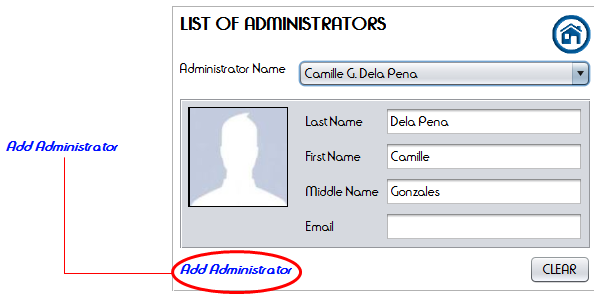 LIST OF ADMINISTRATORS
Administrator Name Camille G. Dela Pena
Last Name Dela Pena
Add Administrator
First Name Camille
Middle Name Gonzales
Email
Add Administrator
CLEAR